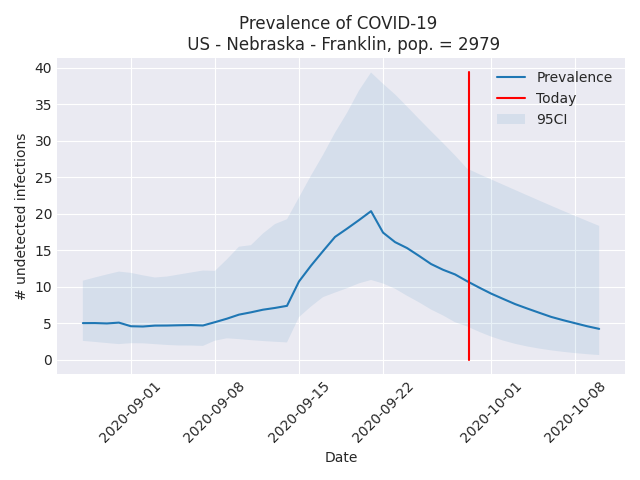 Prevalence of COVID-19
US - Nebraska - Franklin, pop. = 2979
Prevalence
Today
95CI
# undetected infections
40
35
30
25
20
15
10
5
0
2020-09-01
2020-09-08
2020-09-15
2020-09-22
2020-10-01
2020-10-08
Date